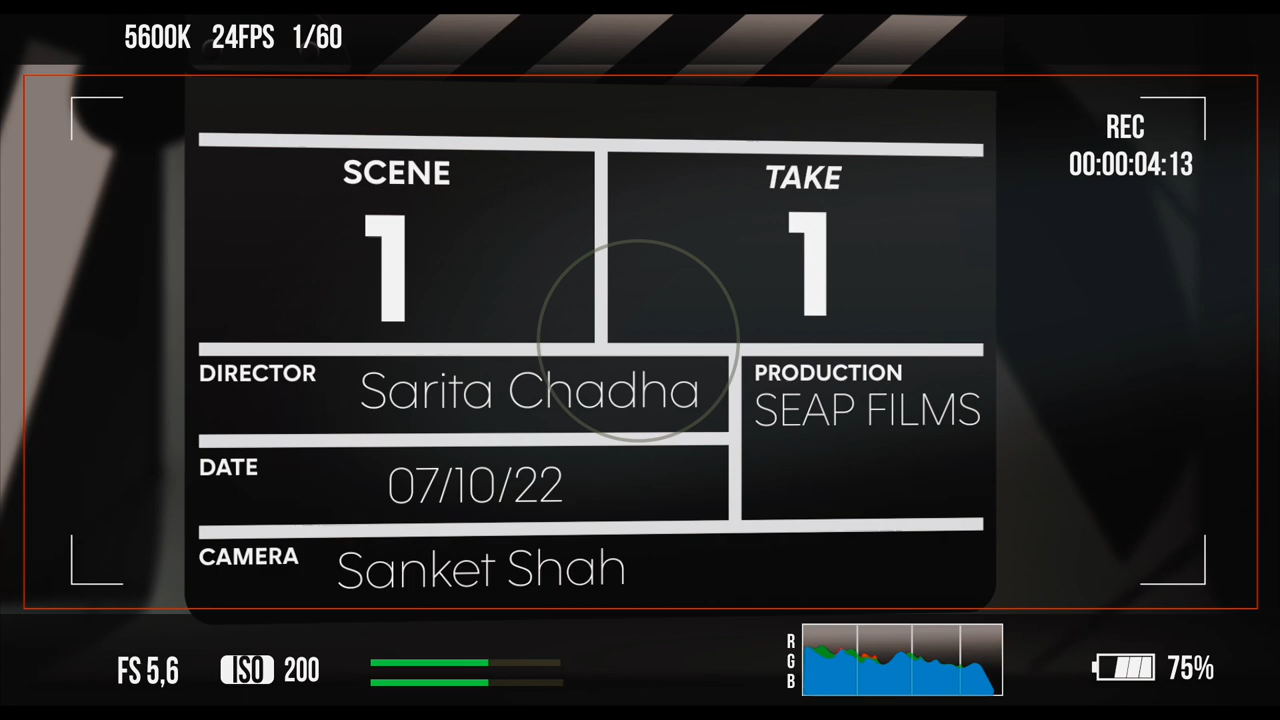 5600K 24FPS 1/60
REC
00:00:04:13
SCENE
1
TAKE
1
DIRECTOR Sarita Chadha
PRODUCTION
SEAP FILMS
DATE 07/10/22
CAMERA Sanket Shah
FS 5,6 ISO 200
R
G
B
75%